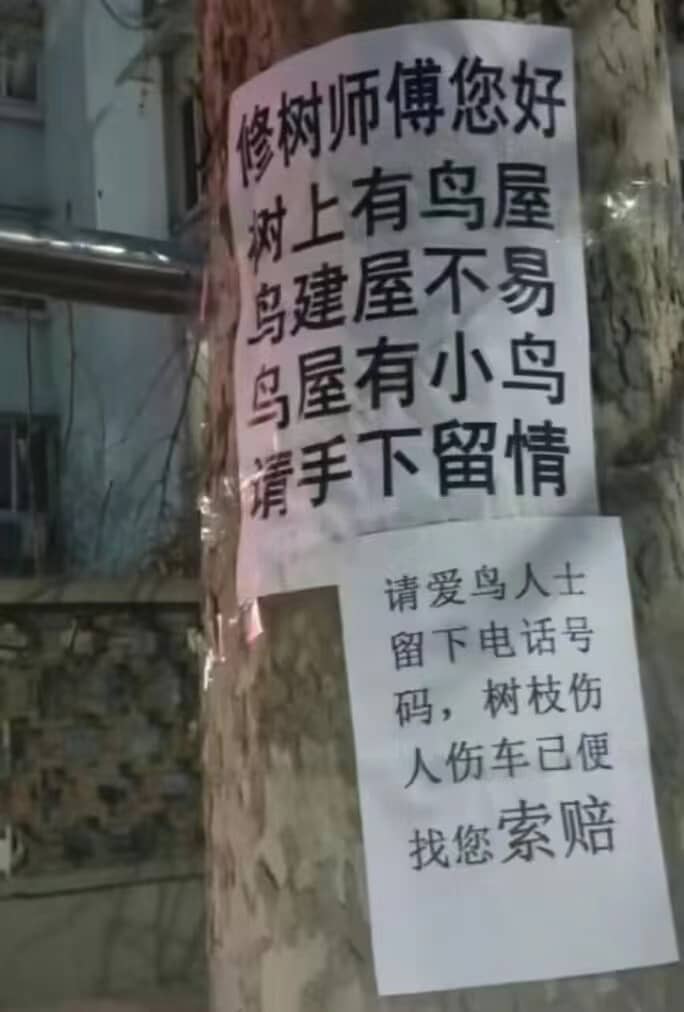 修树师傅您好
树上有鸟屋
鸟建屋不易
鸟屋有小鸟
请手下留情
请爱鸟人士
留下电话号
码，树枝伤
人伤车已便
找您索赔